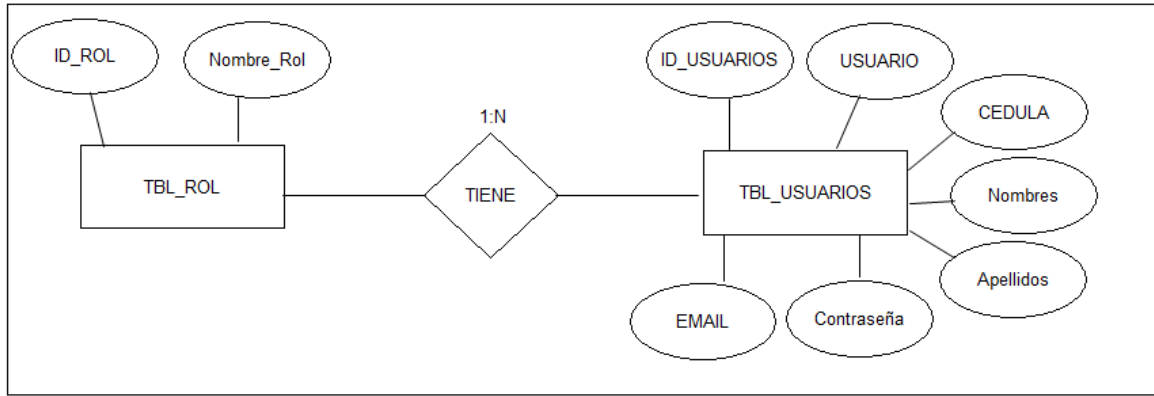 ID_ROL
Nombre_Rol
ID_USUARIOS
USUARIO
CEDULA
1:N
TBL_ROL
TIENE
TBL_USUARIOS
Nombres
Apellidos
EMAIL
Contraseña